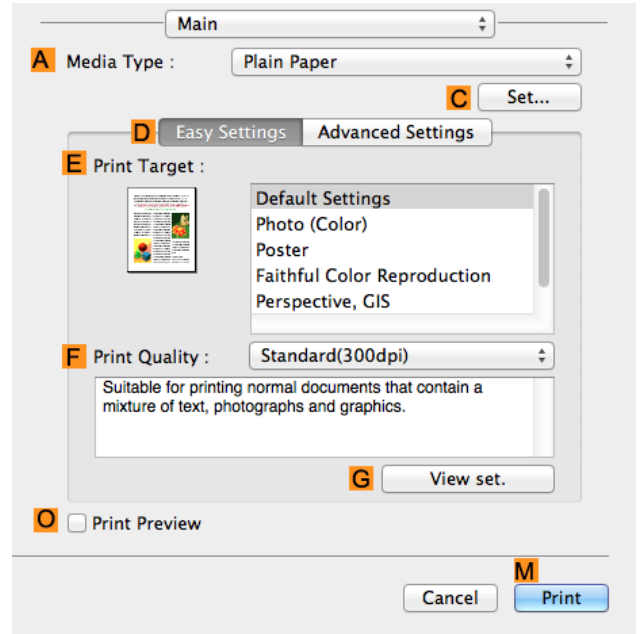 Main
A Media Type : Plain Paper
C Set...
D Easy Settings Advanced Settings
E Print Target :
Default Settings
Photo (Color)
Poster
Faithful Color Reproduction
Perspective, GIS
F Print Quality : Standard(300dpi)
Suitable for printing normal documents that contain a
mixture of text, photographs and graphics.
G View set.
O Print Preview
M
Cancel Print